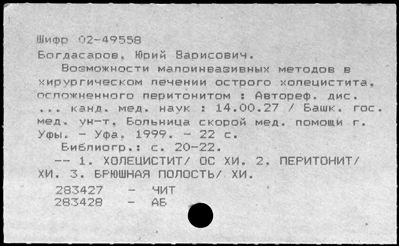 Шифр 02-49558
Богдасаров, Юрий Варисович.
Возможности малоинвазивных методов в
хирургическом лечении острого холецистита,
осложненного перитонитом : Автореф. дис.
... канд. мед. наук : 14.00.27 / Башк. гос.
мед. ун-т, Больница скорой мед. помощи г.
Уфы. - Уфа, 1999. - 22 с.
Библиогр.: с. 20-22.
-- 1. ХОЛЕЦИСТИТ/ ОС ХИ. 2. ПЕРИТОНИТ/
ХИ. 3. БРЮШНАЯ ПОЛОСТЬ/ ХИ.
283427 - ЧИТ
283428 - АБ